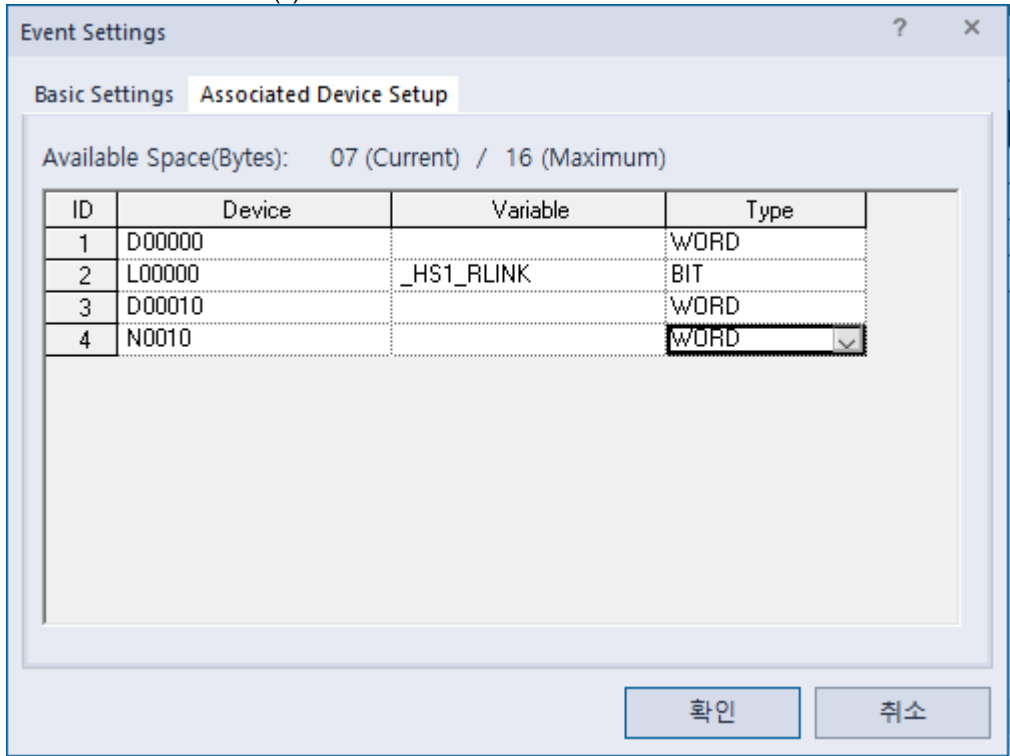 Event Settings ? ×
Basic Settings Associated Device Setup
Available Space(Bytes): 07 (Current) / 16 (Maximum)
ID Device Variable Type
1 D00000 WORD
2 L00000 _HS1_RLINK BIT
3 D00010 WORD
4 N0010 WORD
확인 취소